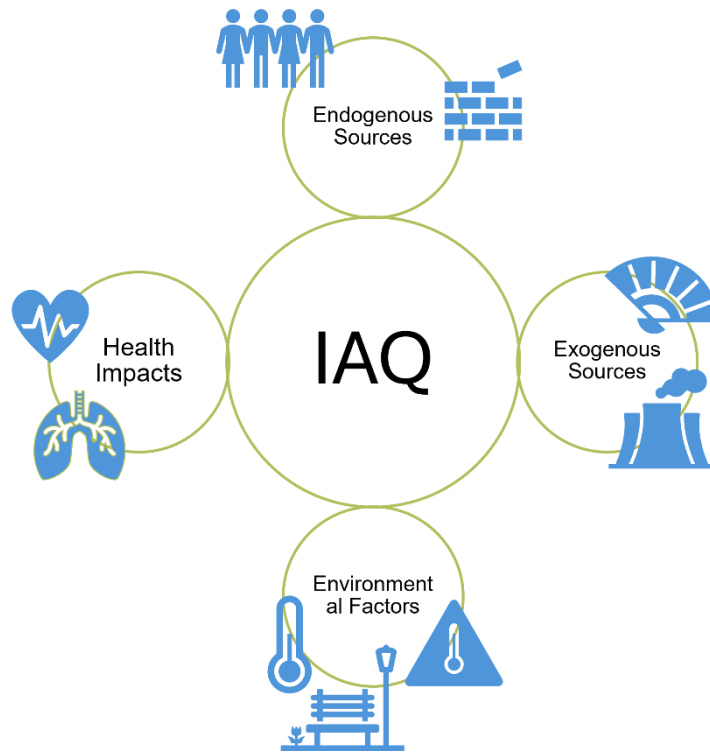 Endogenous
Sources
Health
Impacts
IAQ
Exogenous
Sources
Environment
al Factors